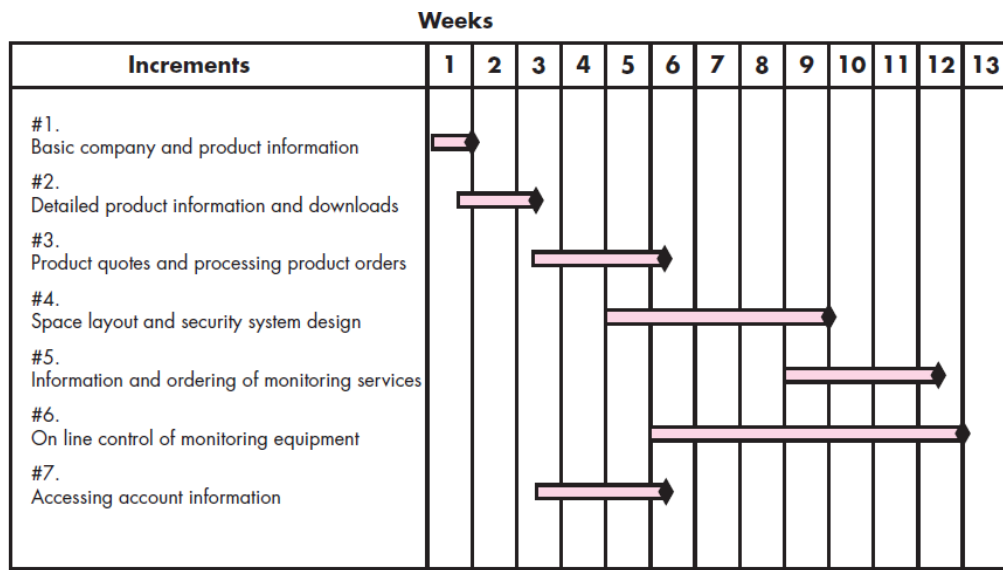 Weeks
Increments 1 2 3 4 5 6 7 8 9 10 11 12 13
#1.
Basic company and product information
#2.
Detailed product information and downloads
#3.
Product quotes and processing product orders
#4.
Space layout and security system design
#5.
Information and ordering of monitoring services
#6.
On line control of monitoring equipment
#7.
Accessing account information